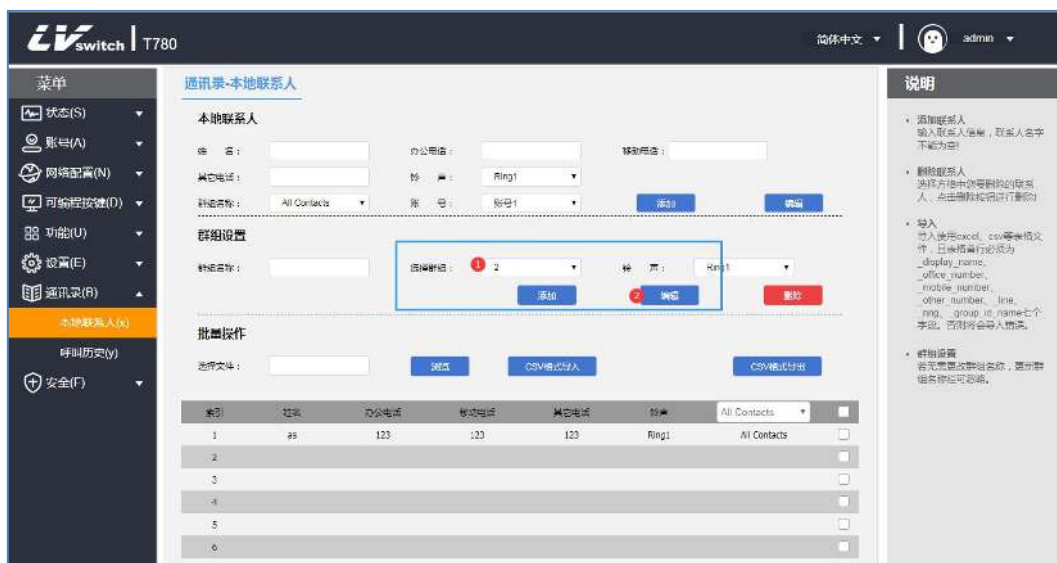 LVswitch T780
简体中文
admin
菜单
状态(S)
账号(A)
网络配置(N)
可编程按键(D)
功能(U)
设置(E)
通讯录(B)
本地联系人(x)
呼叫历史(y)
安全(F)
通讯录-本地联系人
本地联系人
姓 名: 办公电话: 移动电话:
其它电话: 铃 声: Ring1
群组名称: All Contacts 账 号: 账号1 添加 编辑
群组设置
群组名称: 选择群组: 1 2 铃 声: Ring1
添加 2 编辑 删除
批量操作
选择文件: 浏览 CSV格式导入 CSV格式导出
索引 姓名 办公电话 移动电话 其它电话 铃声 All Contacts
1 as 123 123 123 Ring1 All Contacts
2
3
4
5
6
说明
添加联系人
输入联系人信息,联系人名字
不能为空!
删除联系人
选择方格中您要删除的联系
人,点击删除按钮进行删除!
导入
导入使用excel、csv等表格文
件,且表格首行必须为
_display_name、
_office_number、
_mobile_number、
_other_number、_line、
_ring、_group_id_name七个
字段。否则将会导入错误。
群组设置
若无需更改群组名称,更新群
组名称栏可忽略。